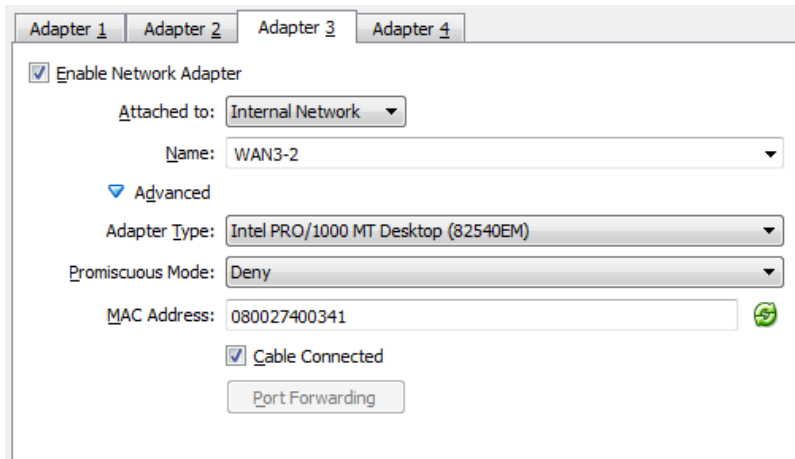 Adapter 1 Adapter 2 Adapter 3 Adapter 4
Enable Network Adapter
Attached to: Internal Network
Name: WAN3-2
Advanced
Adapter Type: Intel PRO/1000 MT Desktop (82540EM)
Promiscuous Mode: Deny
MAC Address: 080027400341
Cable Connected
Port Forwarding